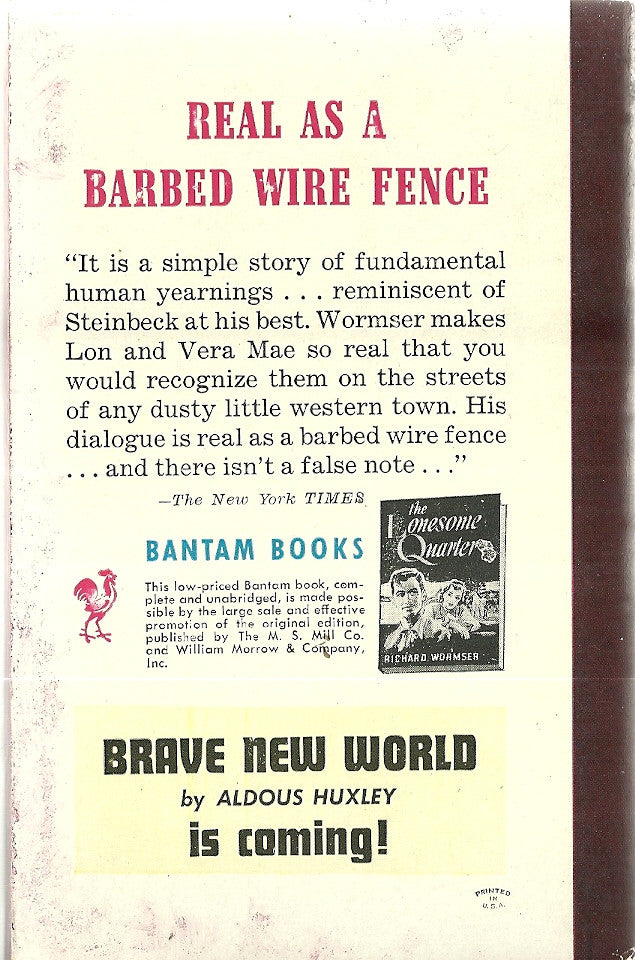 REAL AS A
BARBED WIRE FENCE
“It is a simple story of fundamental
human yearnings . . . reminiscent of
Steinbeck at his best. Wormser makes
Lon and Vera Mae so real that you
would recognize them on the streets
of any dusty little western town. His
dialogue is real as a barbed wire fence
. . . and there isn’t a false note . . .”
—The New York TIMES
the
Lonesome
Quarter
RICHARD WORMSER
BANTAM BOOKS
This low-priced Bantam book, com-
plete and unabridged, is made pos-
sible by the large sale and effective
promotion of the original edition,
published by The M. S. Mill Co.
and William Morrow & Company,
Inc.
BRAVE NEW WORLD
by ALDOUS HUXLEY
is coming!
PRINTED
IN
U.S.A.